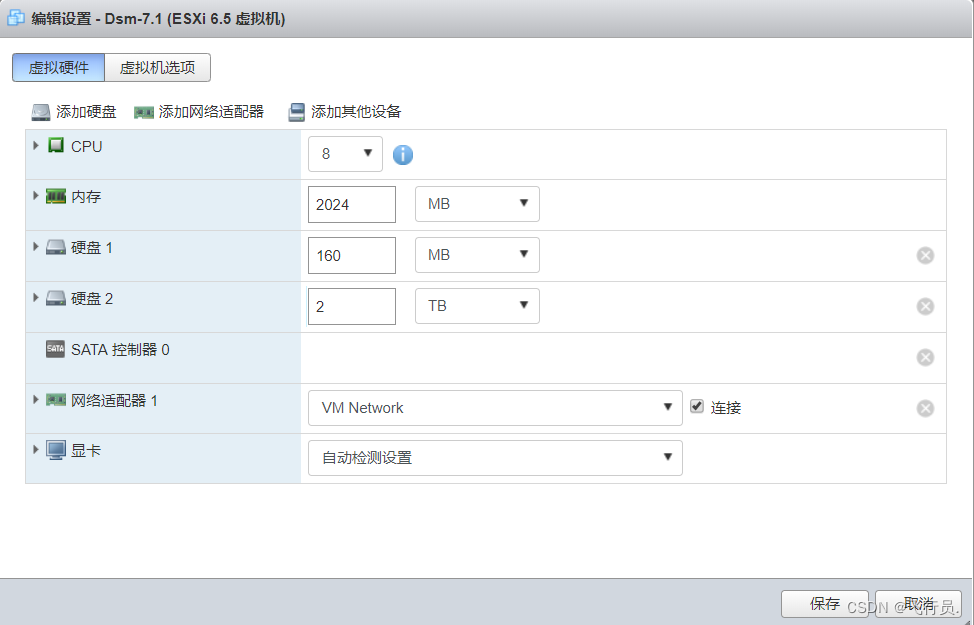 编辑设置 - Dsm-7.1 (ESXi 6.5 虚拟机)
虚拟硬件 虚拟机选项
添加硬盘 添加网络适配器 添加其他设备
CPU 8
内存 2024 MB
硬盘 1 160 MB
硬盘 2 2 TB
SATA SATA 控制器 0
网络适配器 1 VM Network 连接
显卡 自动检测设置
保存 取消
CSDN @飞行员.